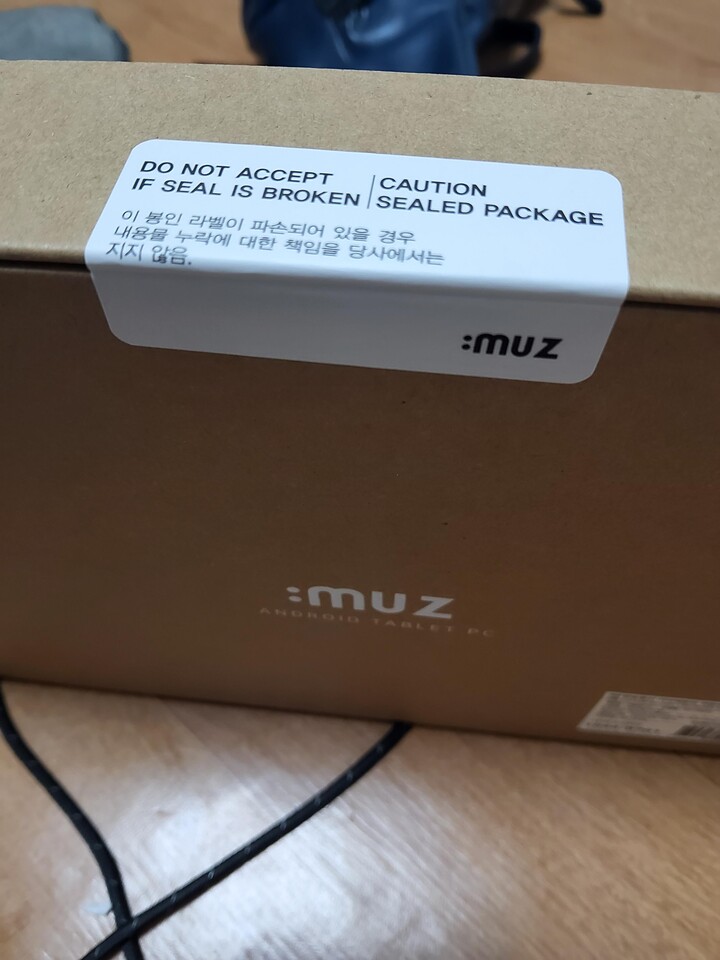 DO NOT ACCEPT
IF SEAL IS BROKEN
CAUTION
SEALED PACKAGE
이 봉인 라벨이 파손되어 있을 경우
내용물 누락에 대한 책임을 당사에서는
지지 않음.
:muz
:muz
ANDROID TABLET PC